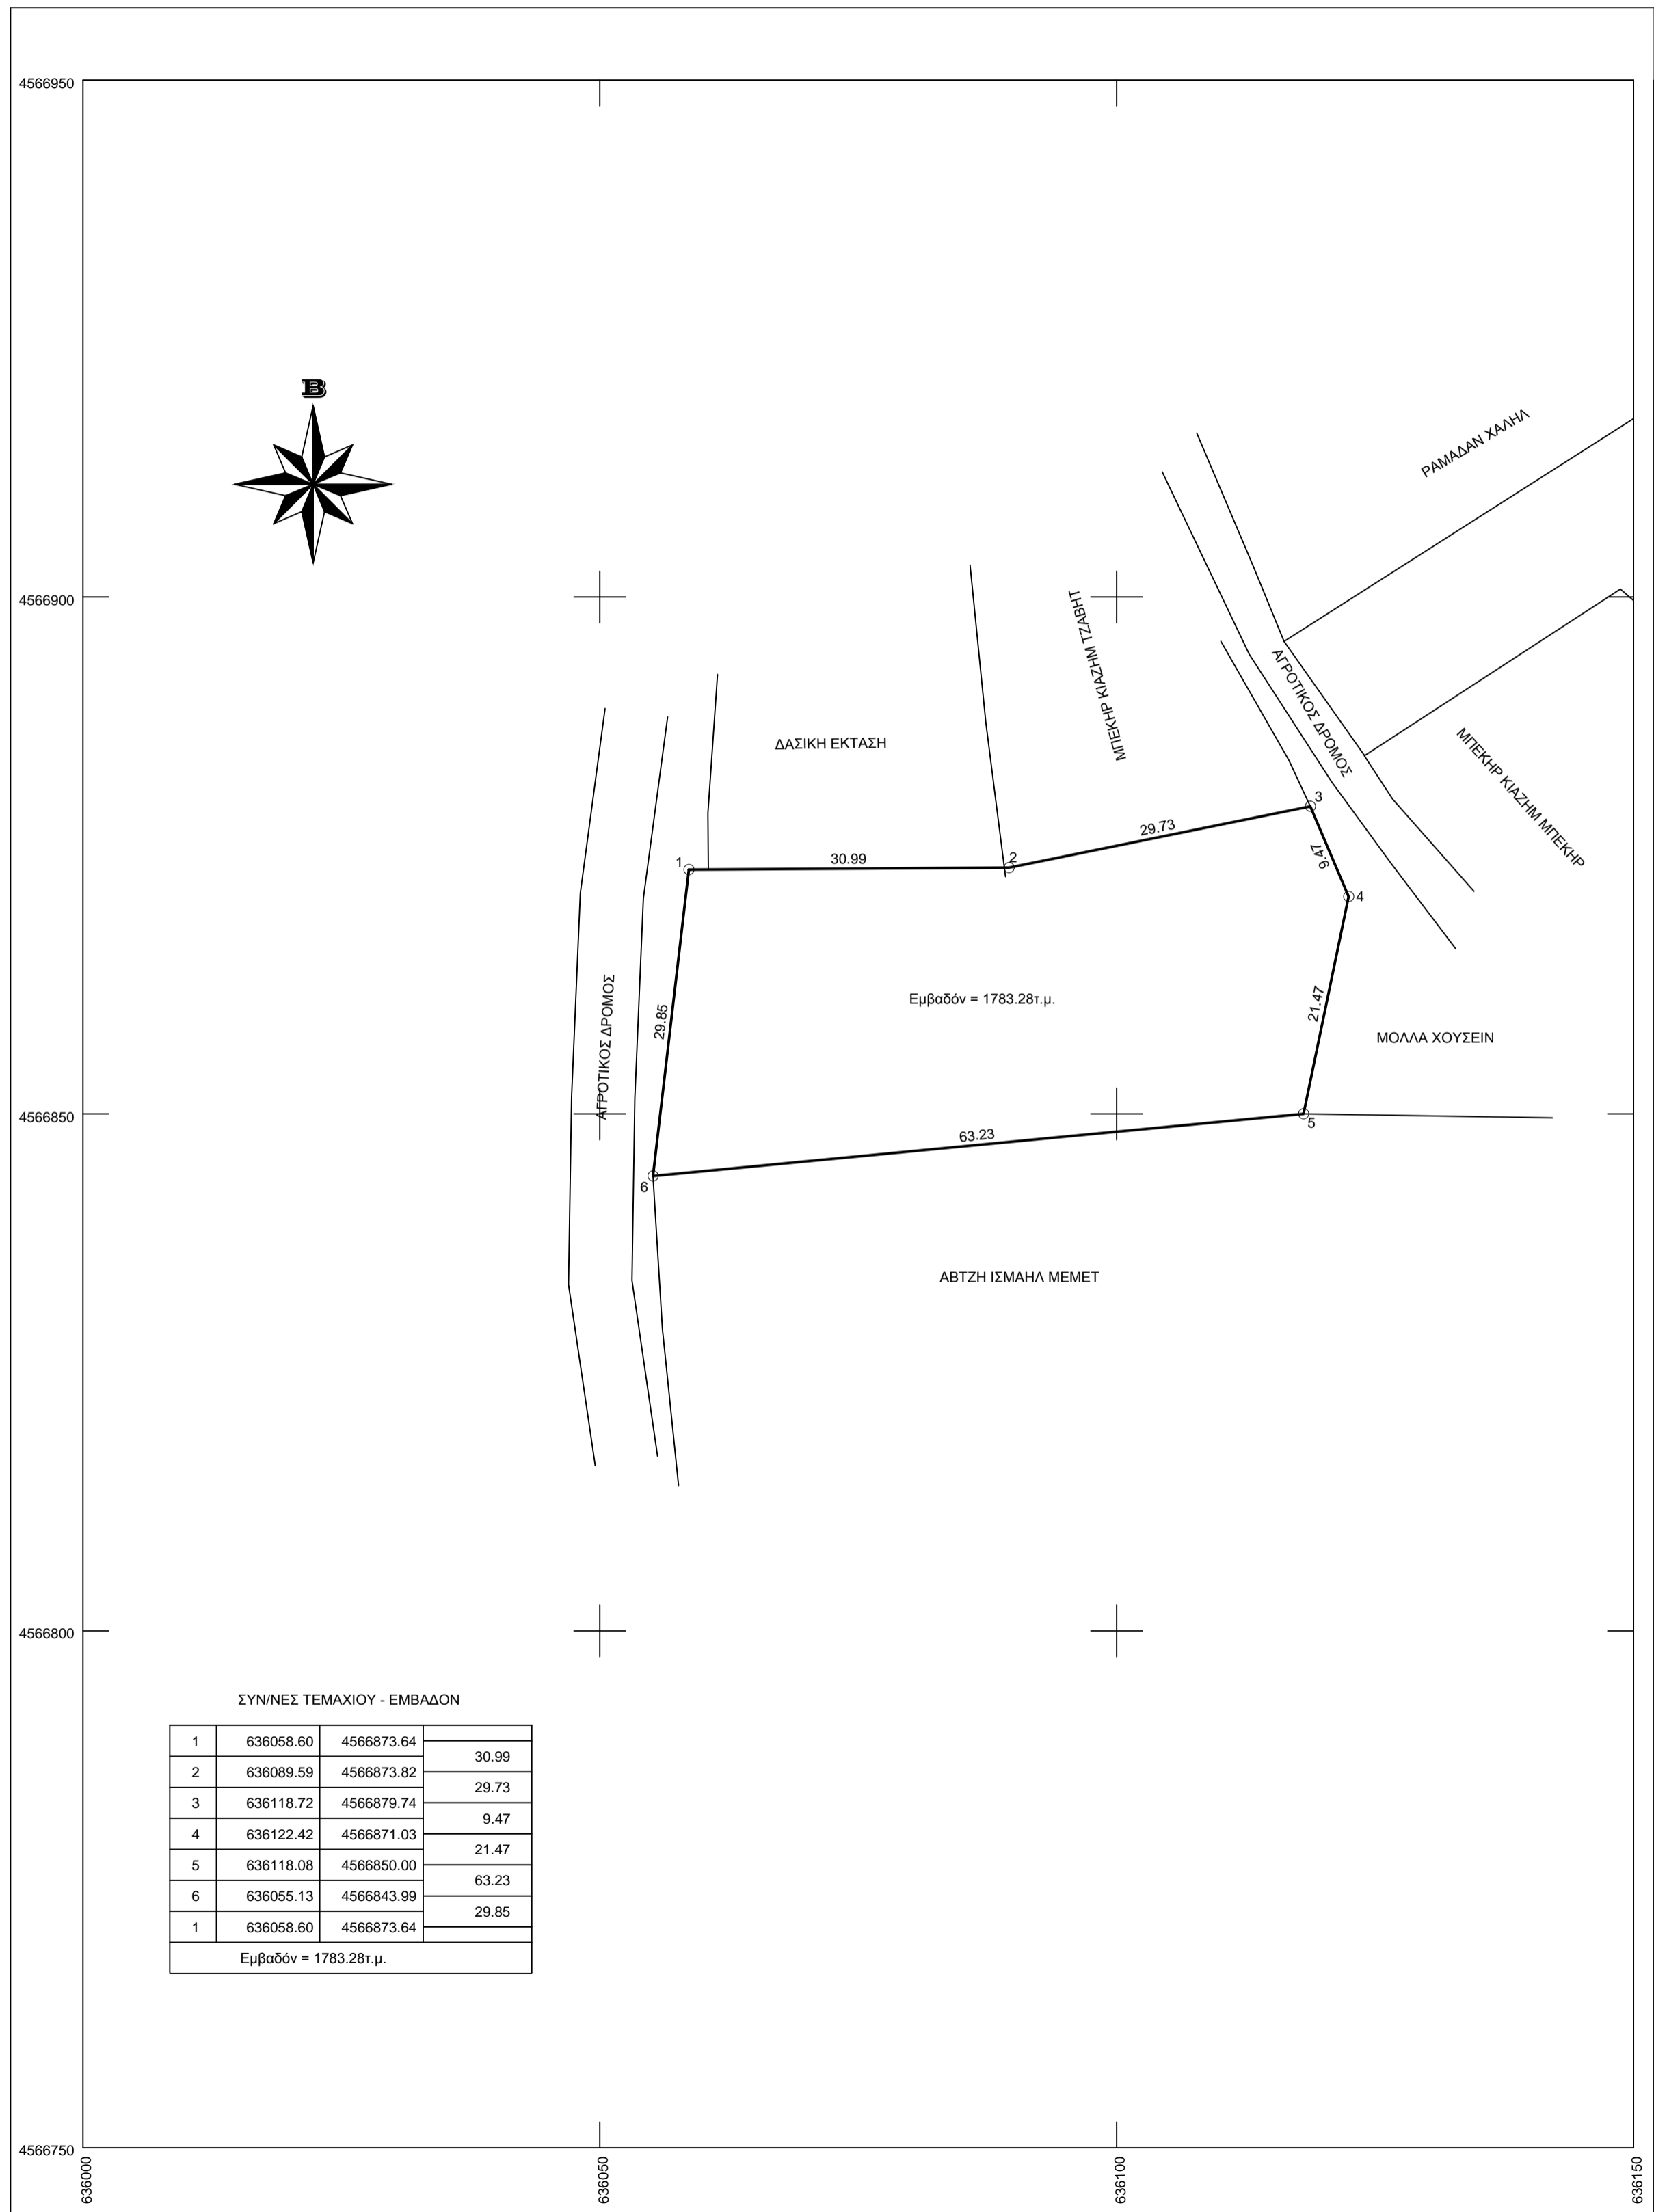 4566950
Β
ΡΑΜΑΔΑΝ ΧΑΛΗΛ
4566900
ΜΠΕΚΗΡ ΚΙΑΖΗΜ ΤΖΑΒΗΤ
ΑΓΡΟΤΙΚΟΣ ΔΡΟΜΟΣ
ΔΑΣΙΚΗ ΕΚΤΑΣΗ
ΜΠΕΚΗΡ ΚΙΑΖΗΜ ΜΠΕΚΗΡ
3
29.73
9.47
1
30.99
2
4
ΑΓΡΟΤΙΚΟΣ ΔΡΟΜΟΣ
29.85
Εμβαδόν = 1783.28τ.μ.
21.47
ΜΟΛΛΑ ΧΟΥΣΕΙΝ
4566850
5
63.23
6
ΑΒΤΖΗ ΙΣΜΑΗΛ ΜΕΜΕΤ
4566800
ΣΥΝ/ΝΕΣ ΤΕΜΑΧΙΟΥ - ΕΜΒΑΔΟΝ
1 636058.60 4566873.64
30.99
2 636089.59 4566873.82
29.73
3 636118.72 4566879.74
9.47
4 636122.42 4566871.03
21.47
5 636118.08 4566850.00
63.23
6 636055.13 4566843.99
29.85
1 636058.60 4566873.64
Εμβαδόν = 1783.28τ.μ.
4566750
636000
636050
636100
636150